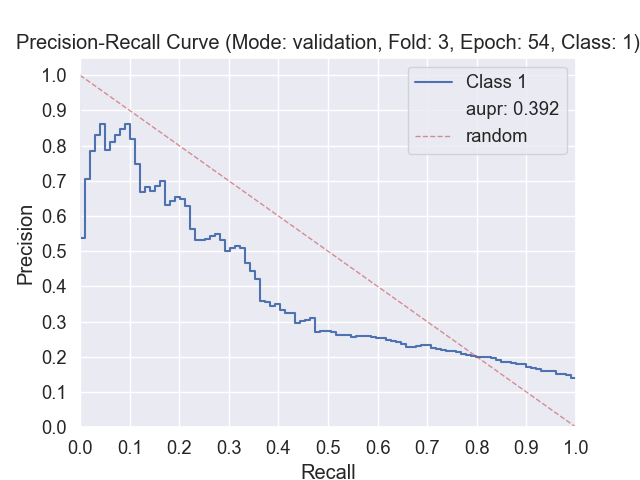 Precision-Recall Curve (Mode: validation, Fold: 3, Epoch: 54, Class: 1)
1.0
0.9
0.8
0.7
0.6
0.5
0.4
0.3
0.2
0.1
0.0
Precision
Class 1
aupr: 0.392
random
0.0 0.1 0.2 0.3 0.4 0.5 0.6 0.7 0.8 0.9 1.0
Recall